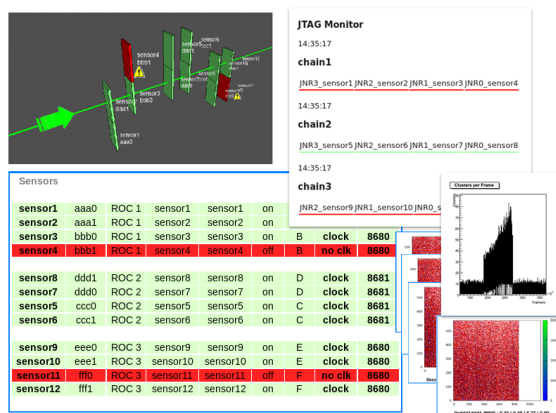 sensor4
bbb1
sensor3
bbb0
sensor1
aaa0
JTAG Monitor
14:35:17
chain1
JNR3_sensor1 JNR2_sensor2 JNR1_sensor3 JNR0_sensor4
14:35:17
chain2
JNR3_sensor5 JNR2_sensor6 JNR1_sensor7 JNR0_sensor8
14:35:17
chain3
JNR2_sensor9 JNR1_sensor10 JNR0_s
Clusters per Frame
Sensors
sensor1 aaa0 ROC 1 sensor1 sensor1 on
sensor2 aaa1 ROC 1 sensor2 sensor2 on
sensor3 bbb0 ROC 1 sensor3 sensor3 on B clock 8680
sensor4 bbb1 ROC 1 sensor4 sensor4 off B no clk 8680
sensor8 ddd1 ROC 2 sensor8 sensor8 on D clock 8681
sensor7 ddd0 ROC 2 sensor7 sensor7 on D clock 8681
sensor5 ccc0 ROC 2 sensor5 sensor5 on C clock 8681
sensor6 ccc1 ROC 2 sensor6 sensor6 on C clock 8681
sensor9 eee0 ROC 3 sensor9 sensor9 on E clock 8680
sensor10 eee1 ROC 3 sensor10 sensor10 on E clock 8680
sensor11 fff0 ROC 3 sensor11 sensor11 off F no clk 8680
sensor12 fff1 ROC 3 sensor12 sensor12 on F clock 8680